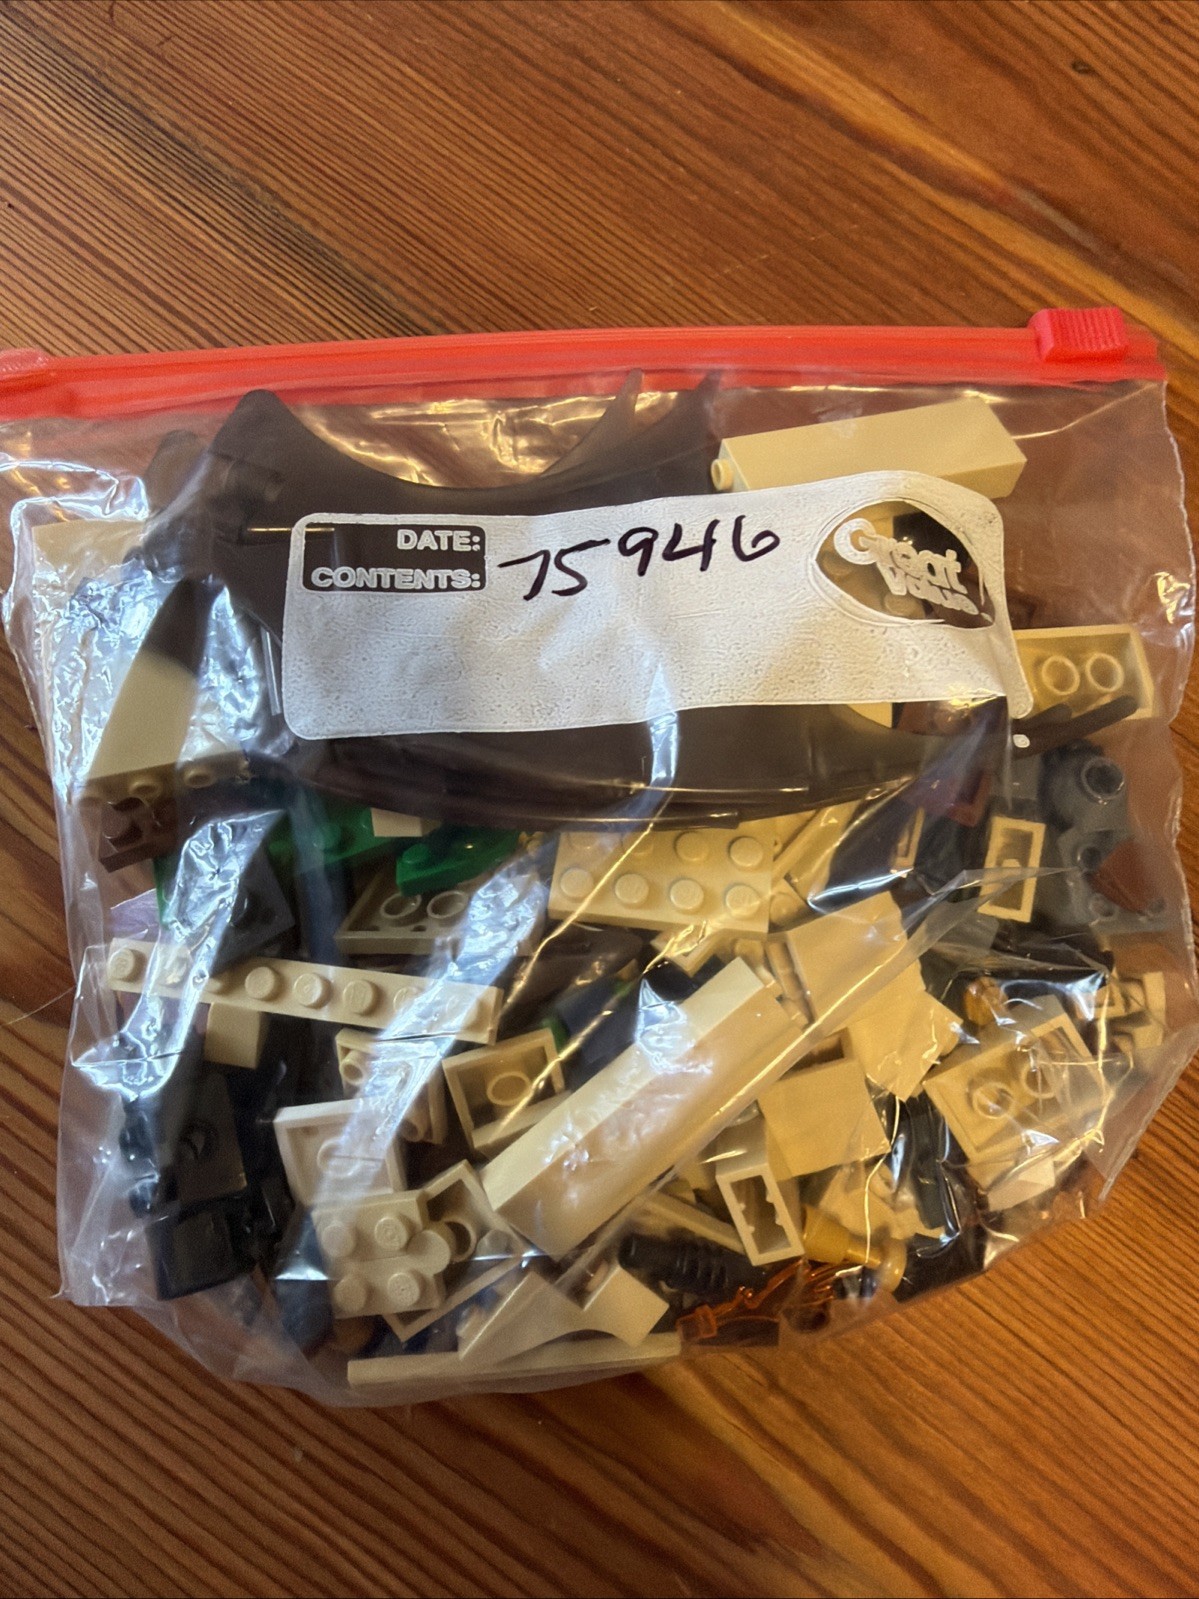 DATE:
CONTENTS:
75946
Great
Value